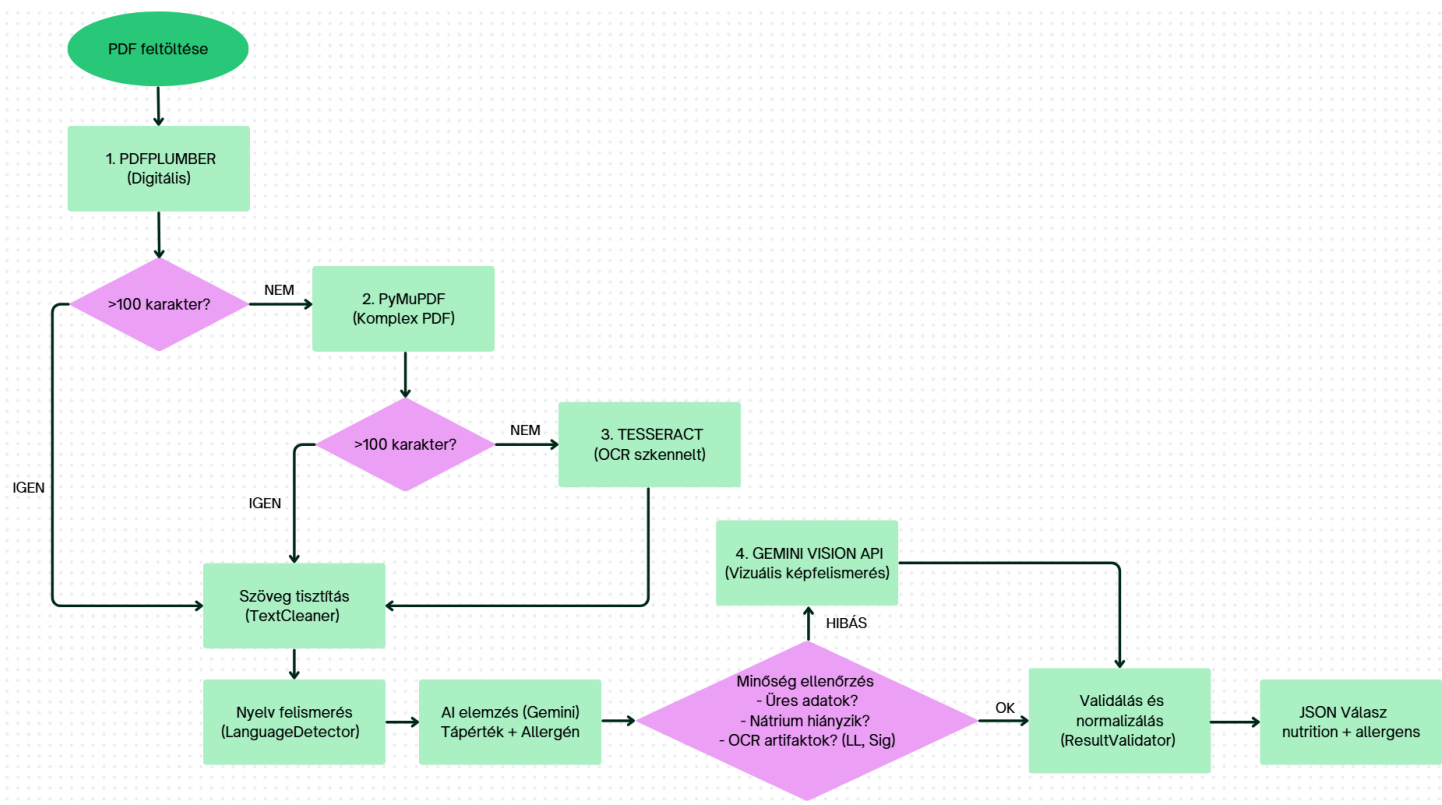 PDF feltöltése
1. PDFPLUMBER
(Digitális)
>100 karakter?
NEM
2. PyMuPDF
(Komplex PDF)
IGEN
>100 karakter?
NEM
3. TESSERACT
(OCR szkennelt)
IGEN
Szöveg tisztítás
(TextCleaner)
Nyelv felismerés
(LanguageDetector)
AI elemzés (Gemini)
Tápérték + Allergén
Minőség ellenőrzés
- Üres adatok?
- Nátrium hiányzik?
- OCR artifaktok? (LL, Sig)
HIBÁS
4. GEMINI VISION API
(Vizuális képfelismerés)
OK
Validálás és
normalizálás
(ResultValidator)
JSON Válasz
nutrition + allergens